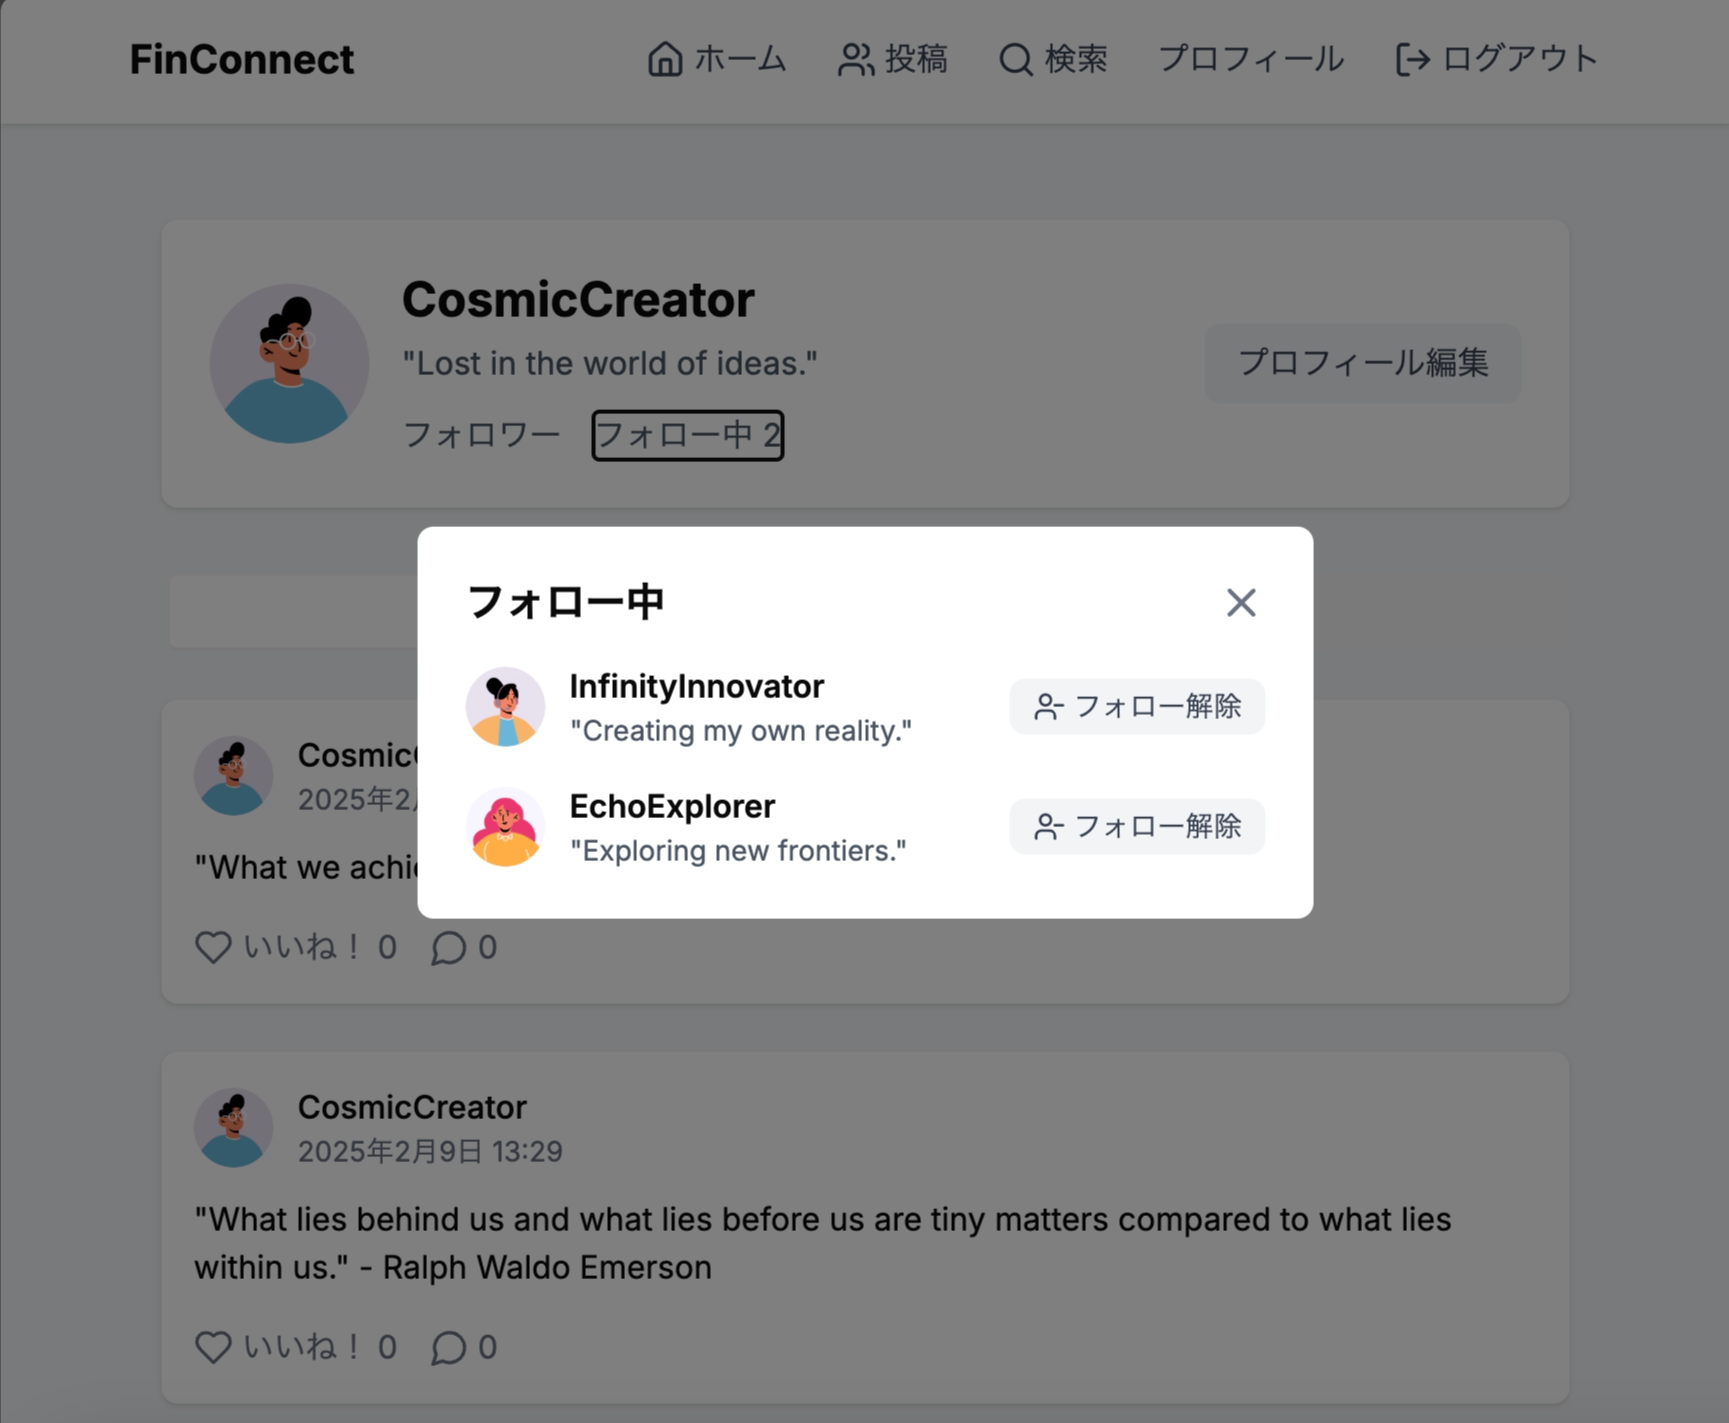 FinConnect
ホーム 投稿 検索 プロフィール ログアウト
CosmicCreator
"Lost in the world of ideas."
プロフィール編集
フォロワー フォロー中 2
フォロー中
InfinityInnovator
"Creating my own reality."
フォロー解除
EchoExplorer
"Exploring new frontiers."
フォロー解除
2025年2
"What we
いいね！ 0 0
CosmicCreator
2025年2月9日 13:29
"What lies behind us and what lies before us are tiny matters compared to what lies
within us." - Ralph Waldo Emerson
いいね！ 0 0